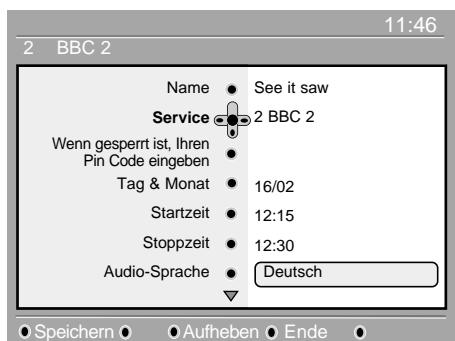 11:46
2 BBC 2
Name See it saw
Service 2 BBC 2
Wenn gesperrt ist, Ihren
Pin Code eingeben
Tag & Monat 16/02
Startzeit 12:15
Stoppzeit 12:30
Audio-Sprache Deutsch
Speichern Aufheben Ende